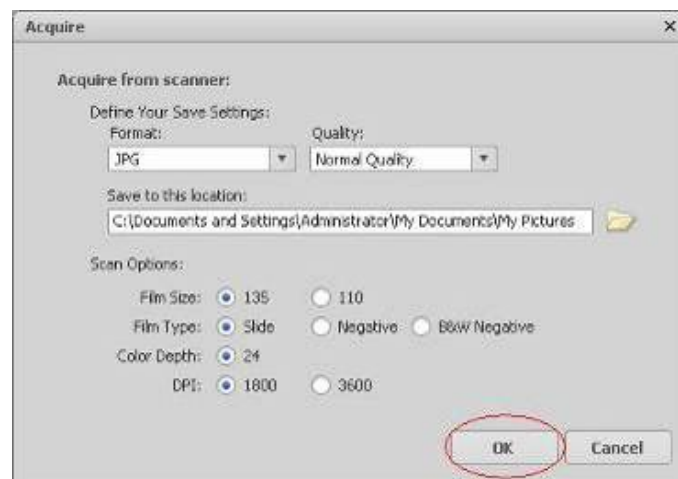 Acquire
Acquire from scanner:
Define Your Save Settings:
Format: Quality:
JPG Normal Quality
Save to this location:
C:\Documents and Settings\Administrator\My Documents\My Pictures
Scan Options:
Film Size: 135 110
Film Type: Slide Negative B&W Negative
Color Depth: 24
DPI: 1800 3600
OK Cancel